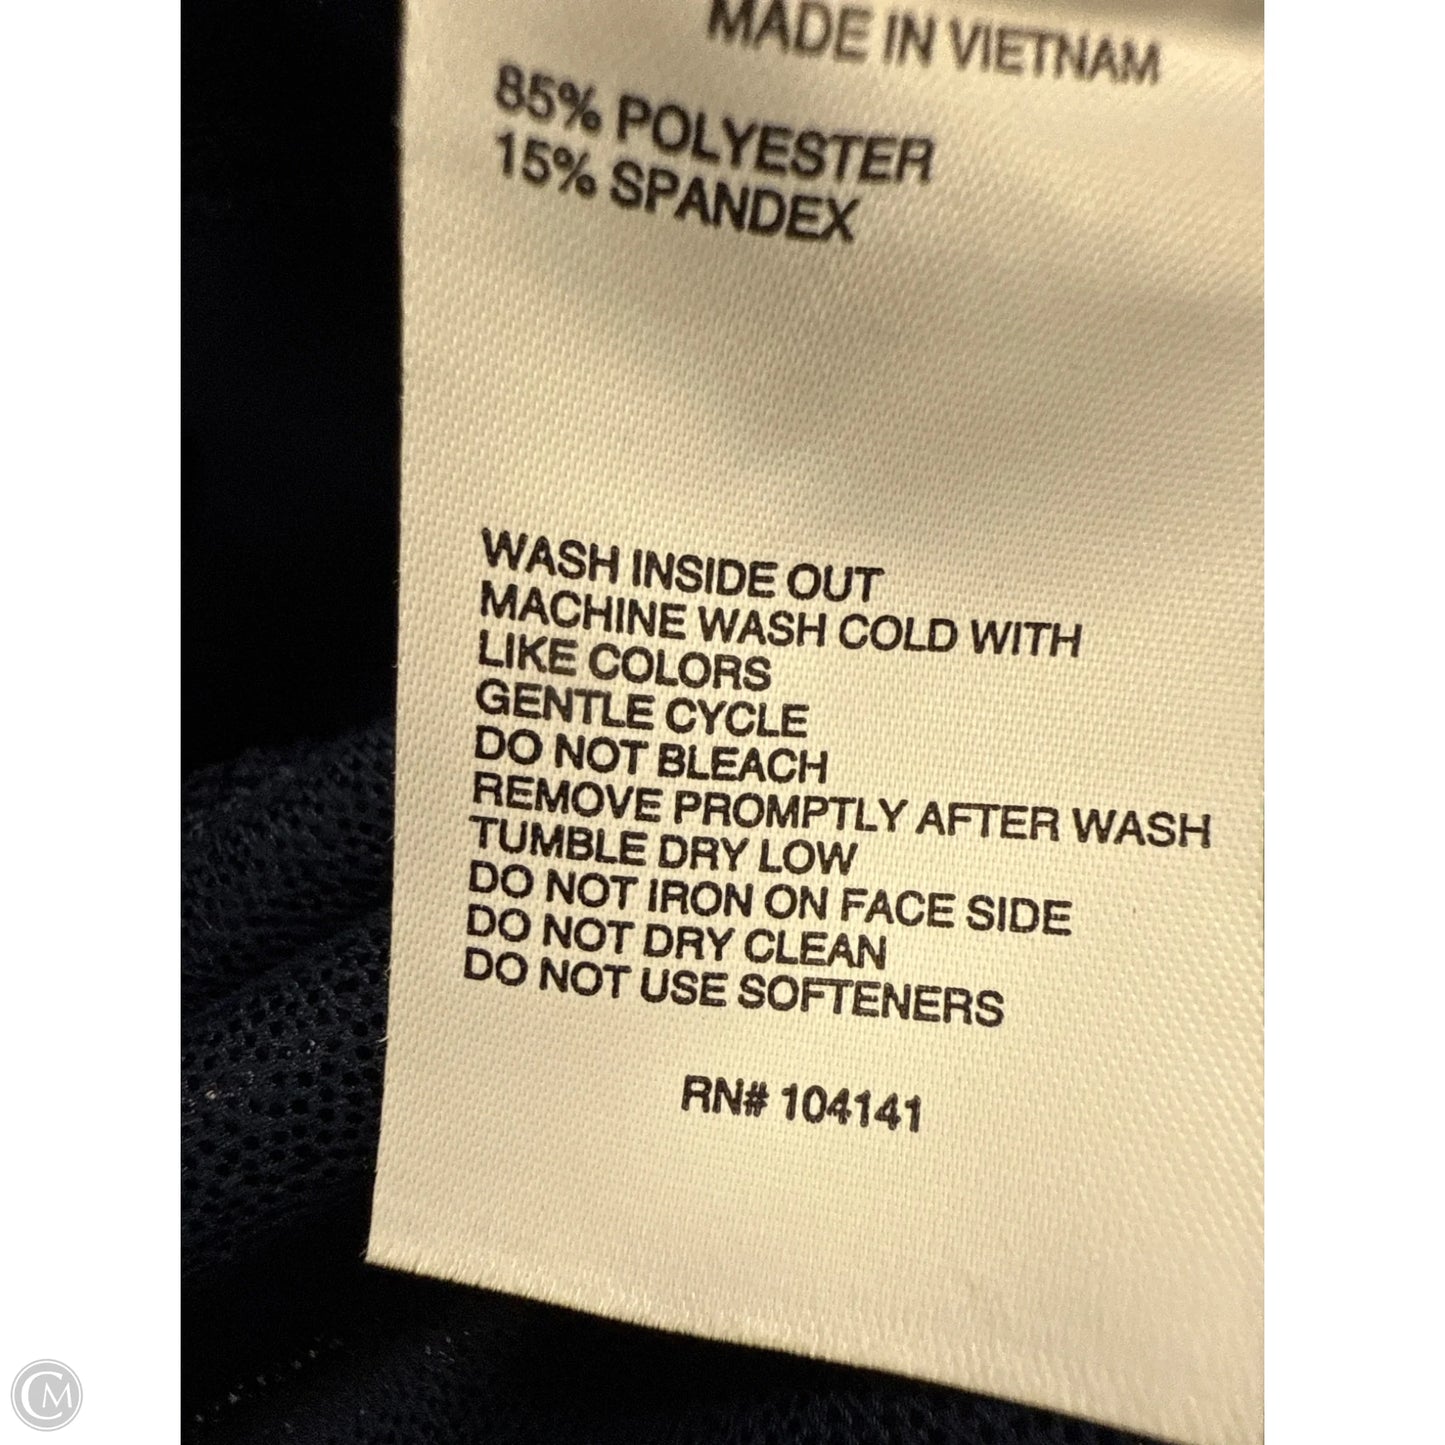 MADE IN VIETNAM
85% POLYESTER
15% SPANDEX
WASH INSIDE OUT
MACHINE WASH COLD WITH
LIKE COLORS
GENTLE CYCLE
DO NOT BLEACH
REMOVE PROMPTLY AFTER WASH
TUMBLE DRY LOW
DO NOT IRON ON FACE SIDE
DO NOT DRY CLEAN
DO NOT USE SOFTENERS
RN# 104141
CM